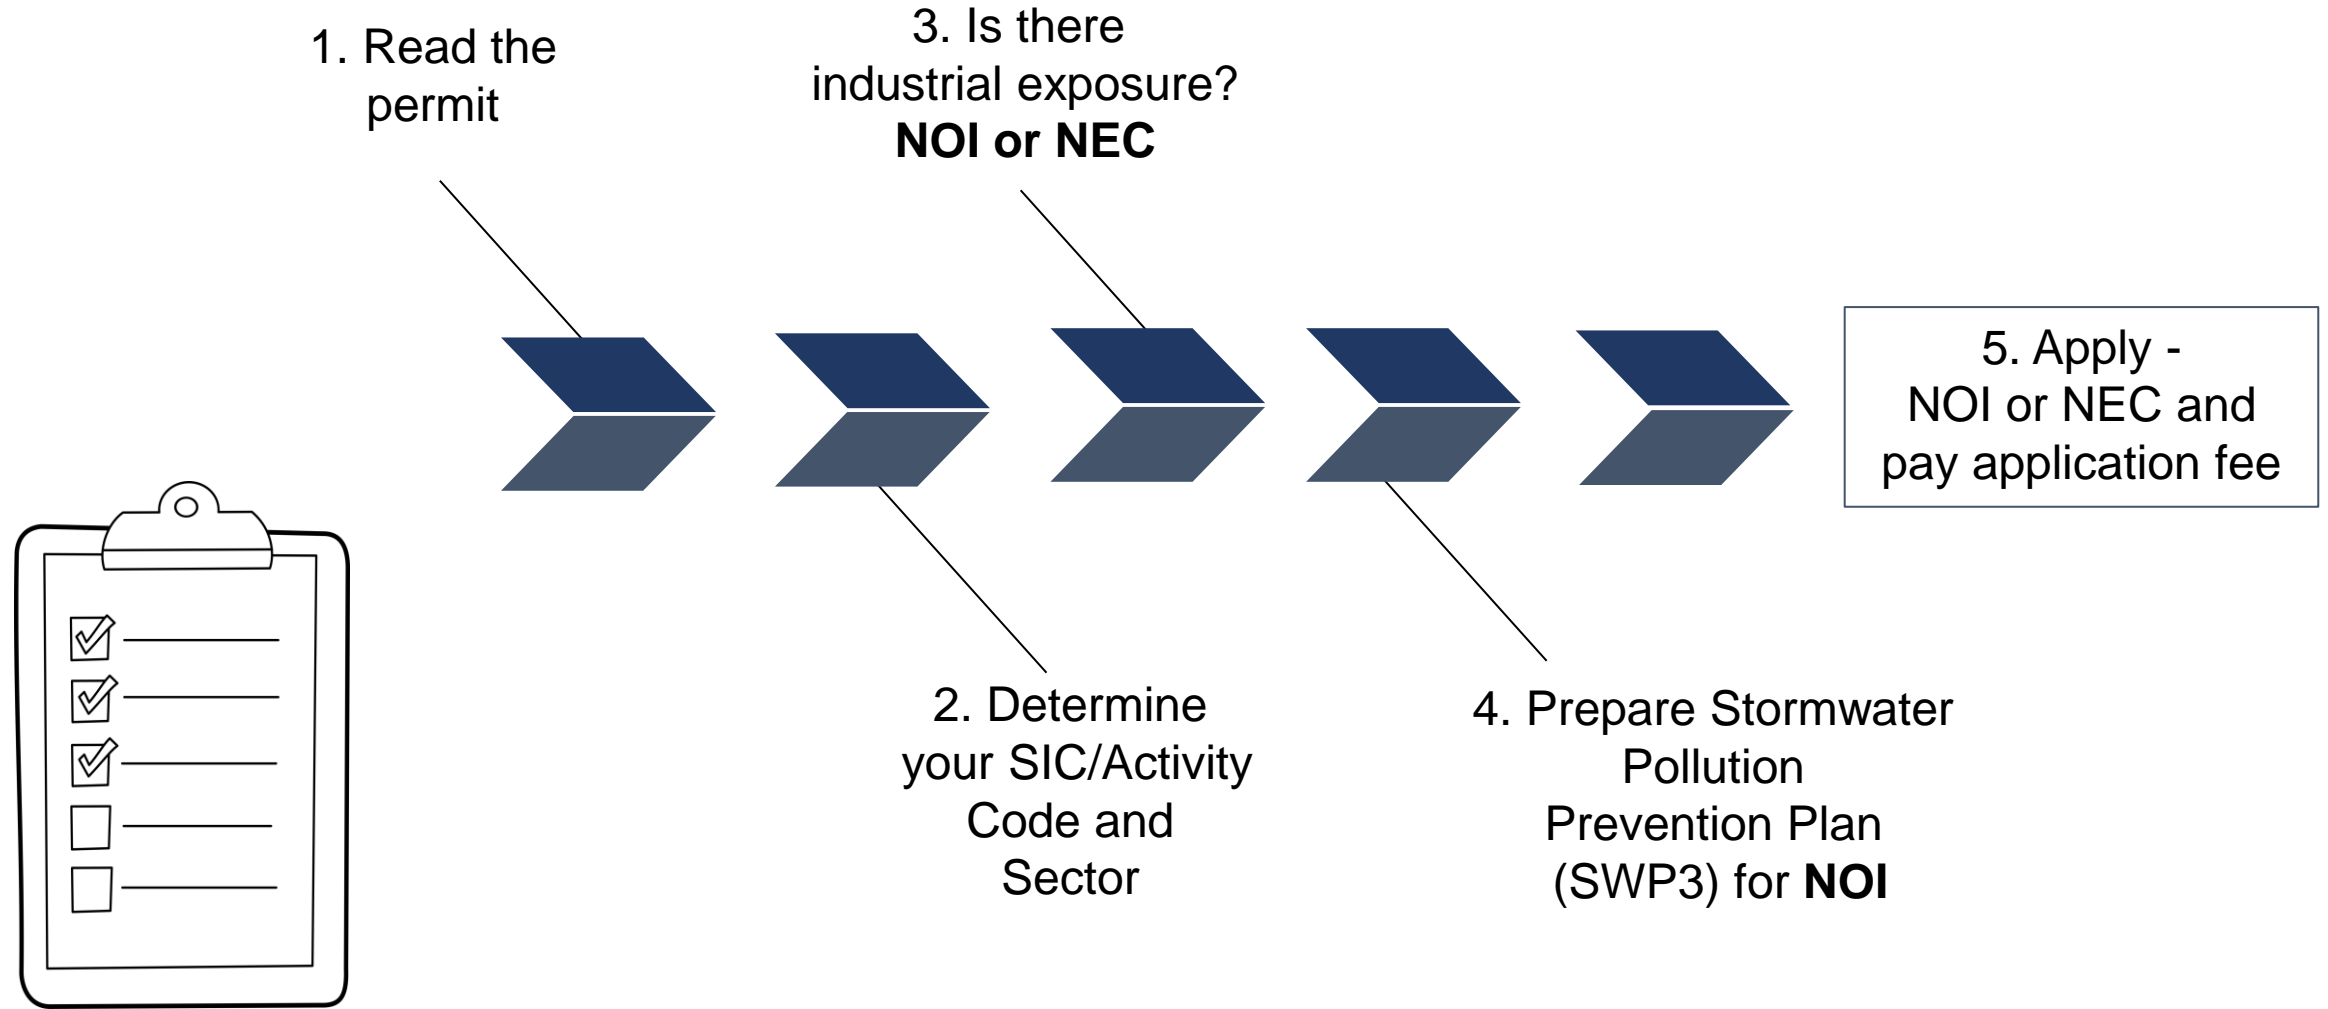 1. Read the
permit
2. Determine
your SIC/Activity
Code and
Sector
3. Is there
industrial exposure?
NOI or NEC
4. Prepare Stormwater
Pollution
Prevention Plan
(SWP3) for NOI
5. Apply -
NOI or NEC and
pay application fee